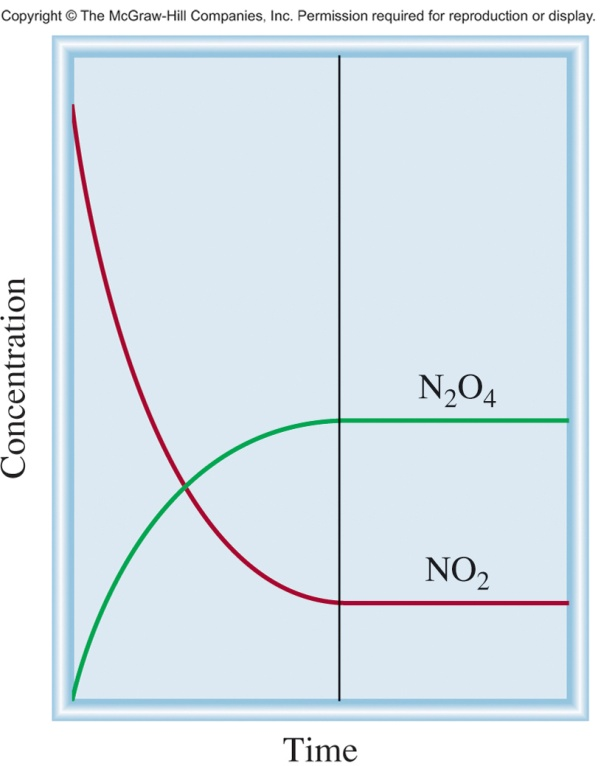 Copyright © The McGraw-Hill Companies, Inc. Permission required for reproduction or display.
Concentration
N₂O₄
NO₂
Time